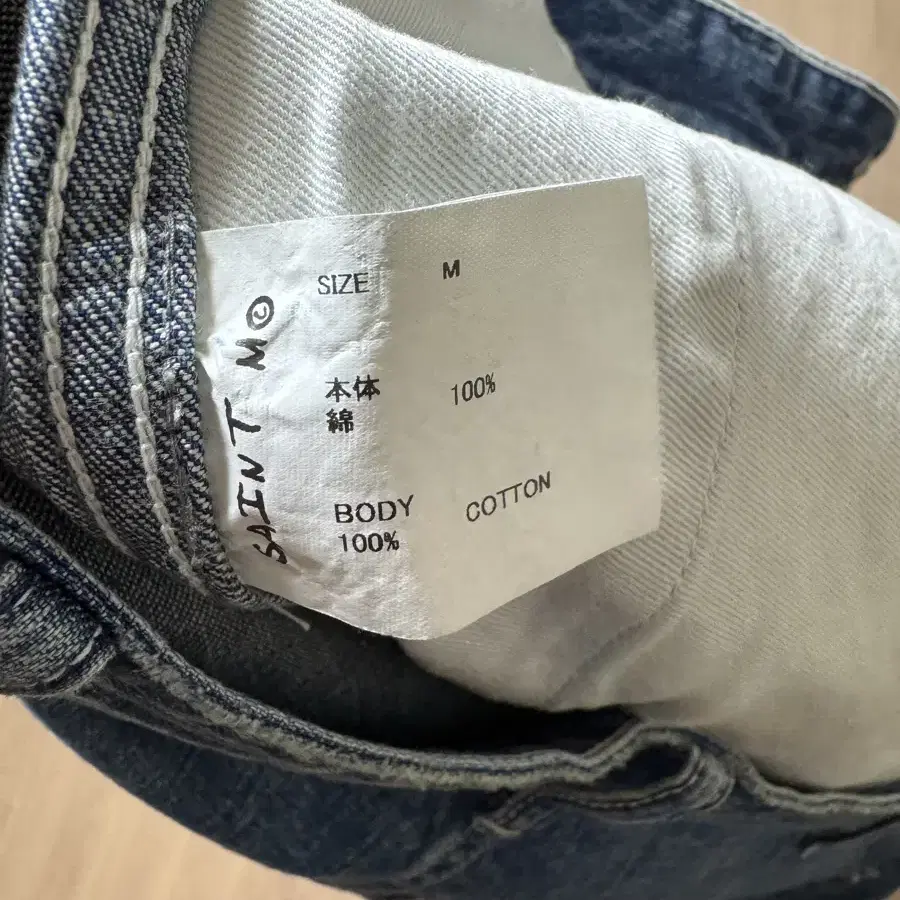 SAINT M©
SIZE M
本体 100%
綿
BODY COTTON
100%